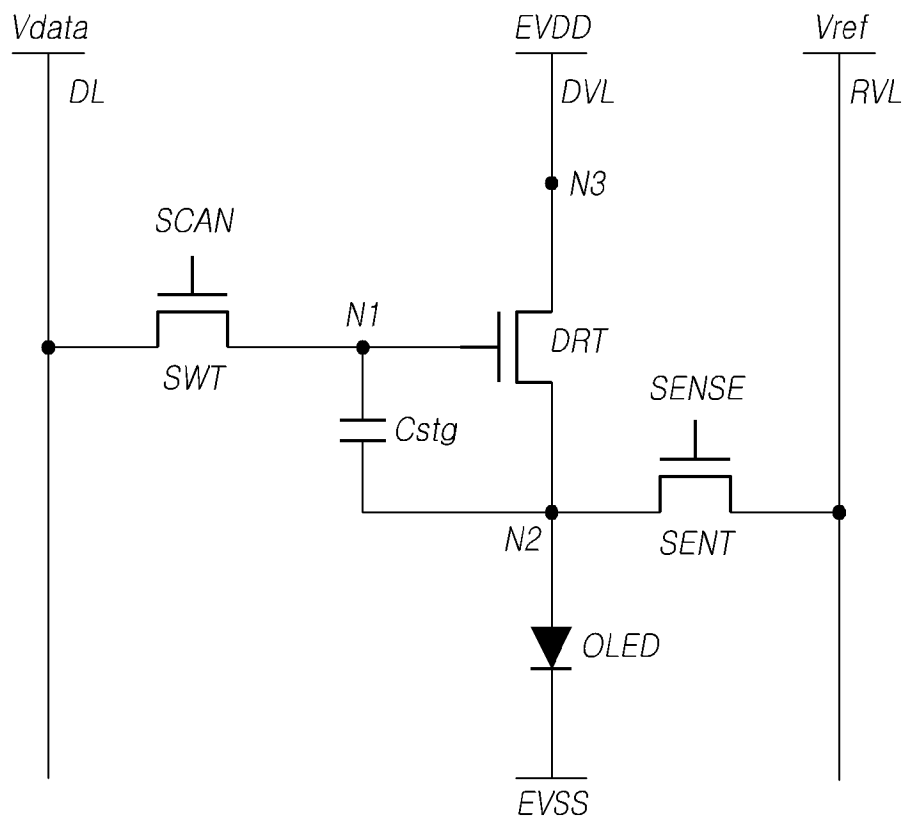 Vdata
EVDD
Vref
DL
DVL
RVL
N3
SCAN
N1
DRT
SWT
SENSE
Cstg
N2
SENT
OLED
EVSS